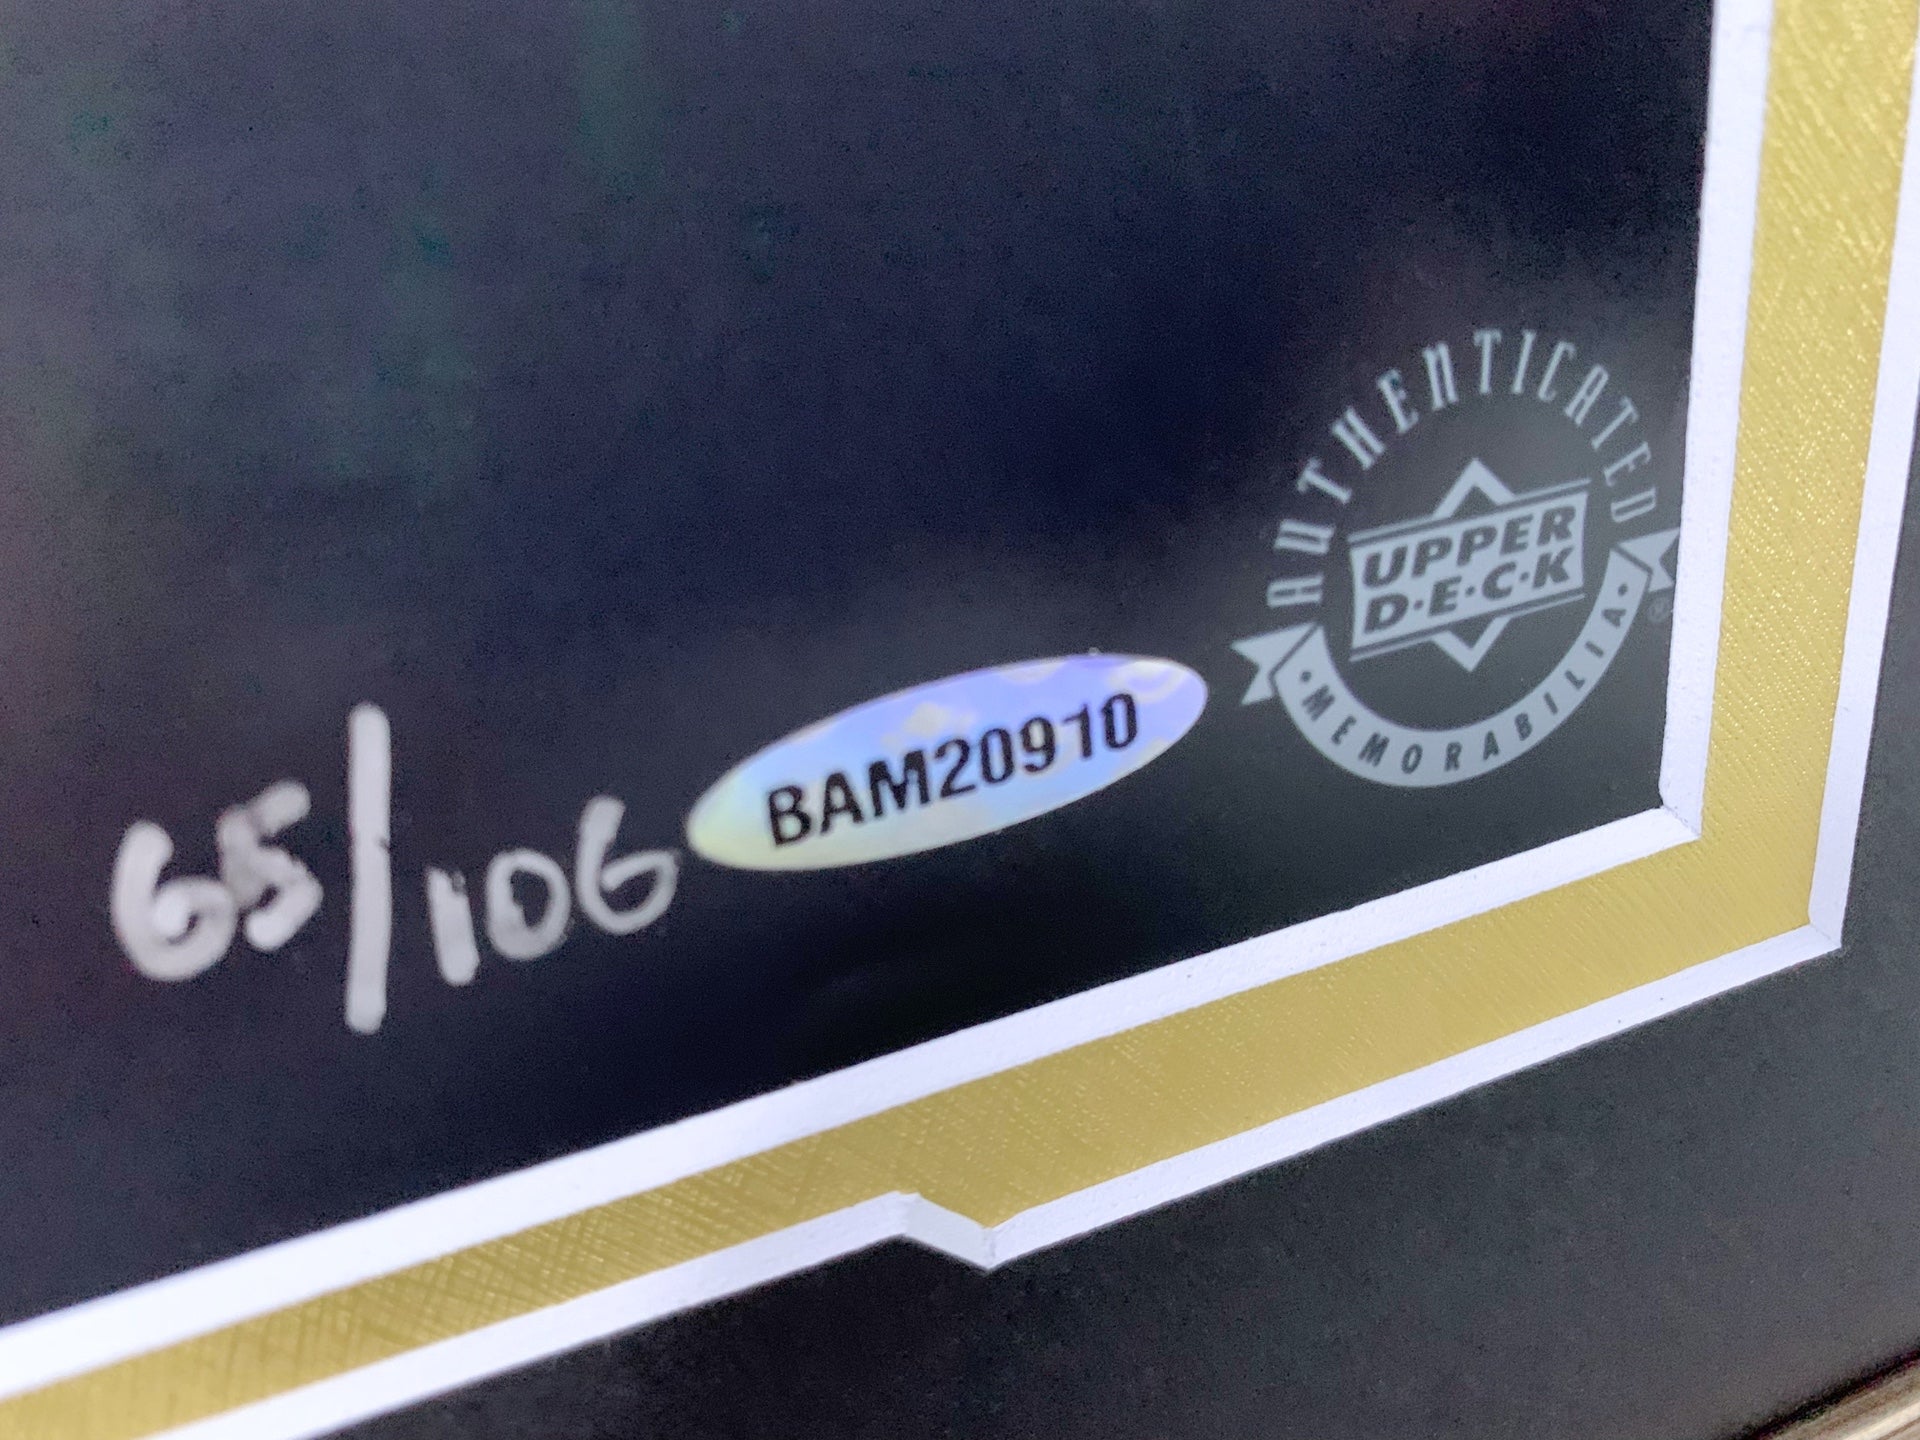 65/106
BAM20910
AUTHENTICATED
UPPER
D·E·C·K
·MEMORABILIA·